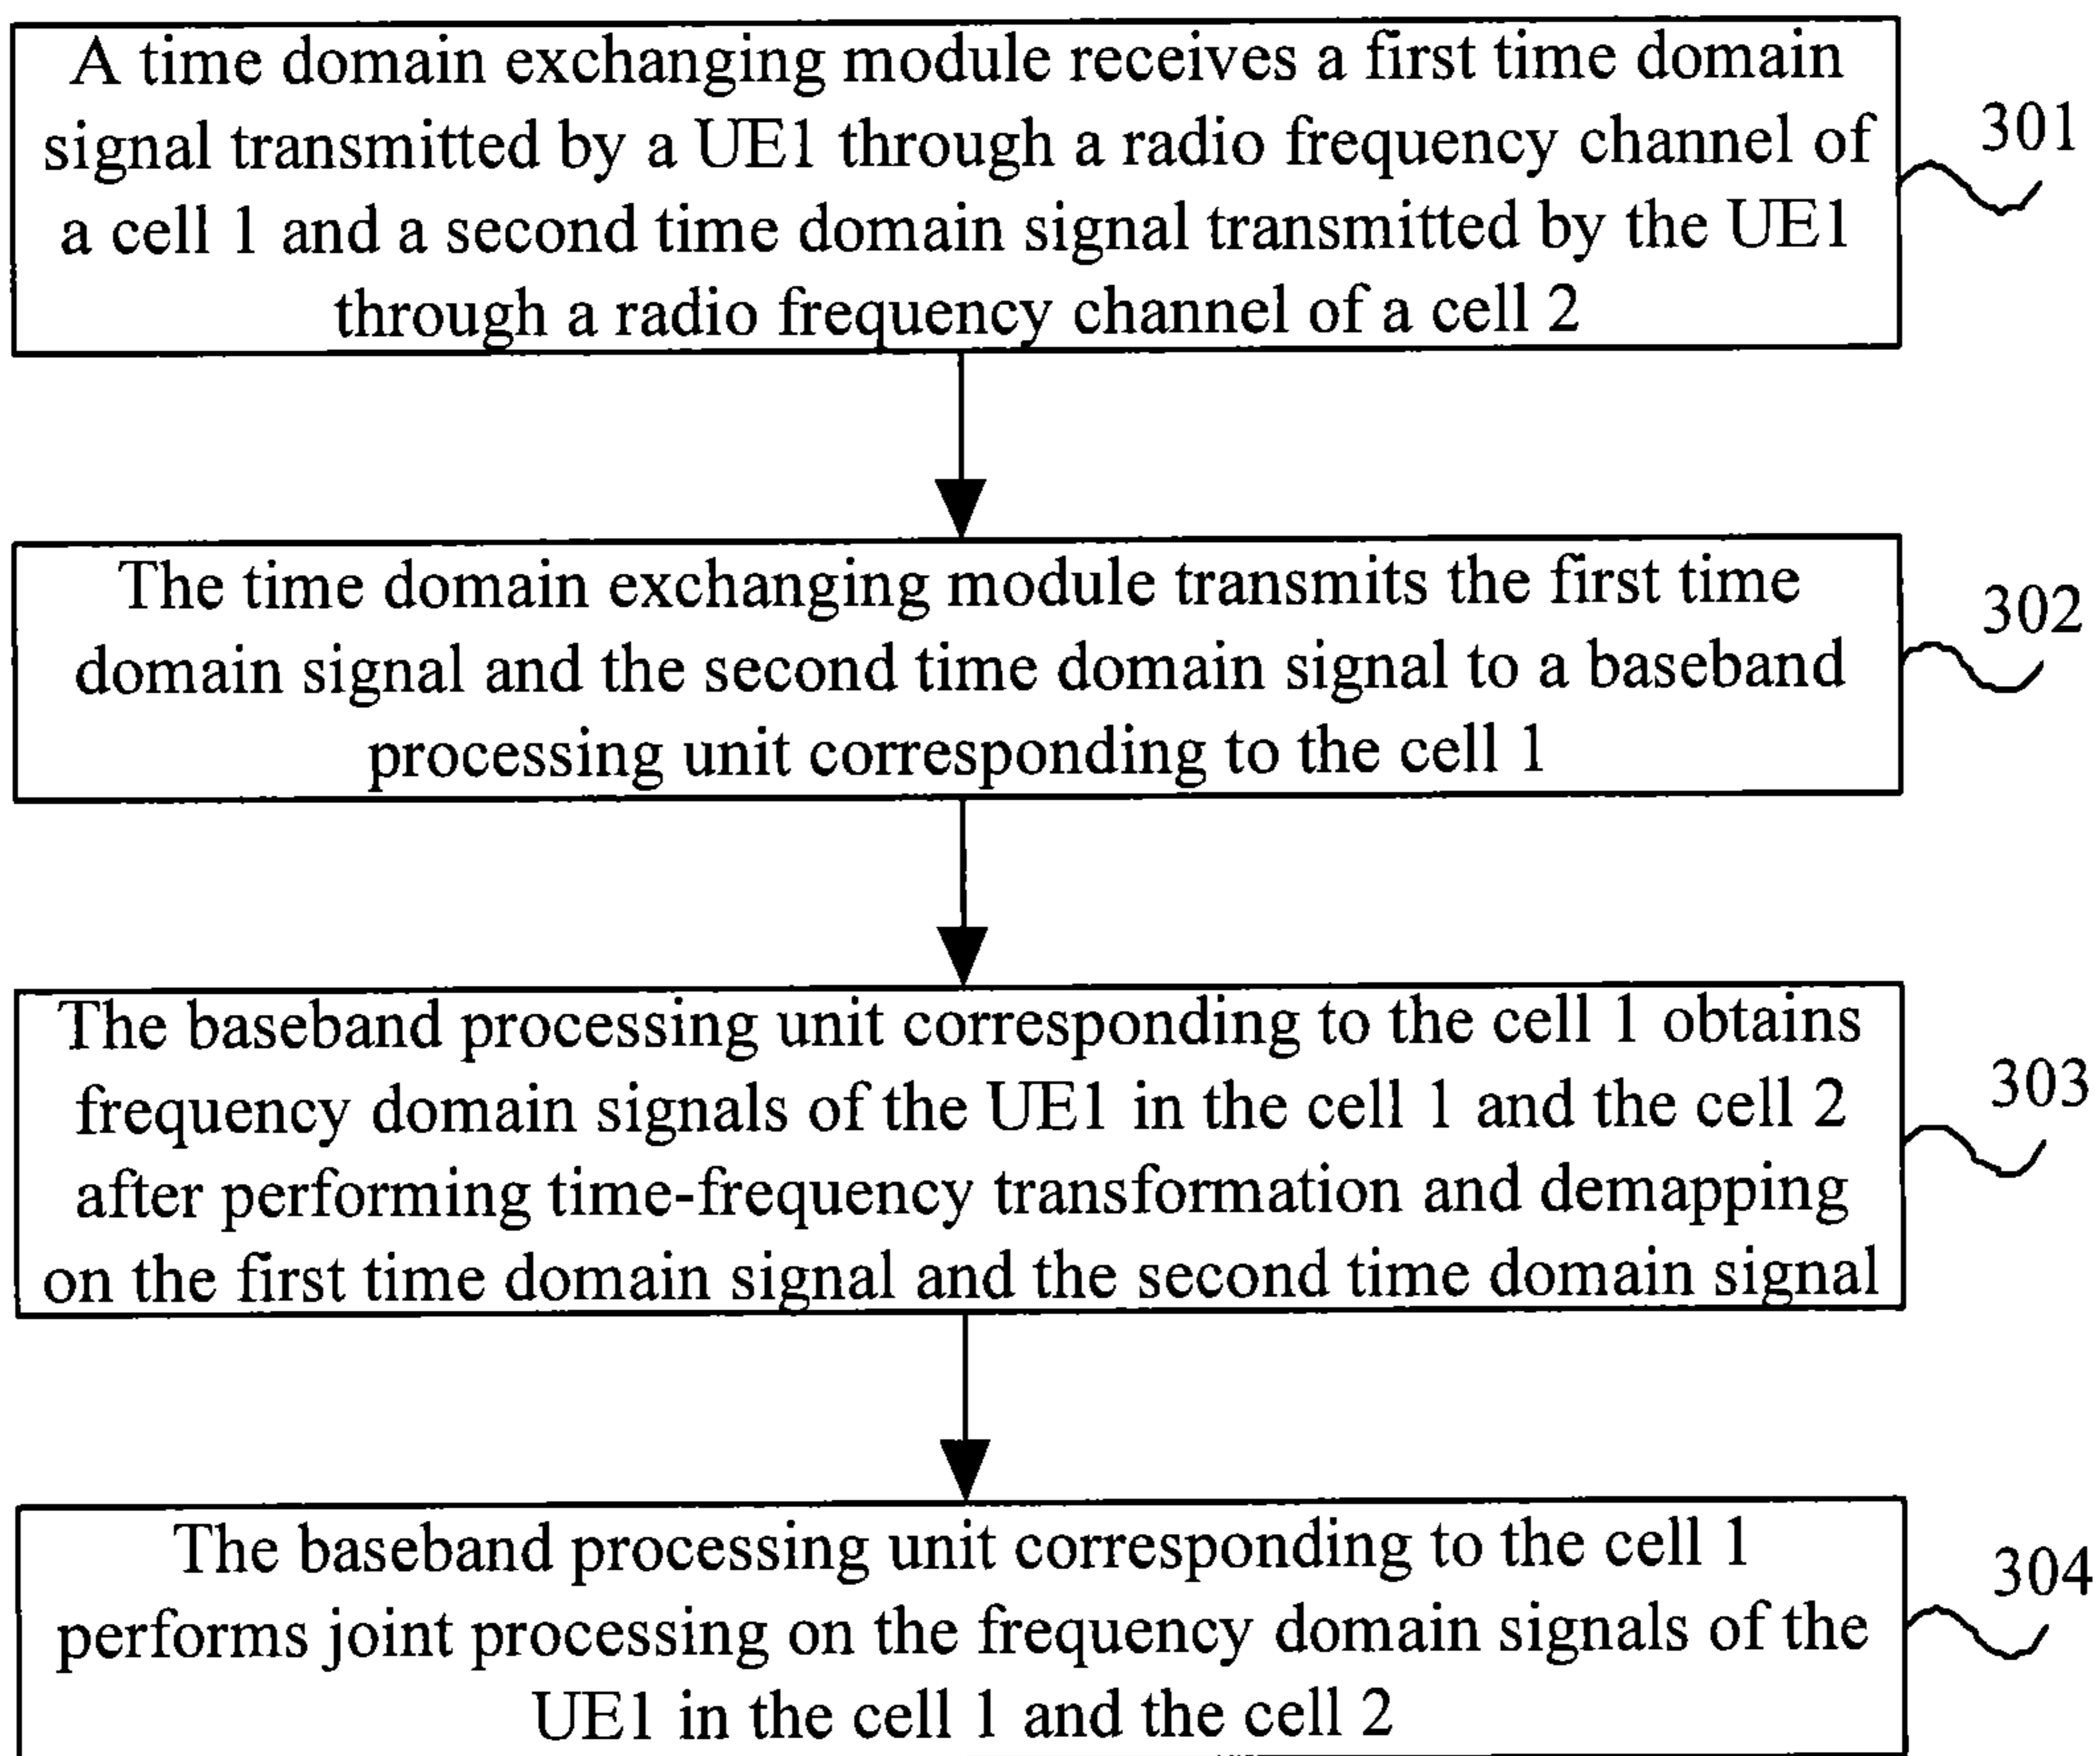 A time domain exchanging module receives a first time domain
signal transmitted by a UE1 through a radio frequency channel of
a cell 1 and a second time domain signal transmitted by the UE1
through a radio frequency channel of a cell 2
301
The time domain exchanging module transmits the first time
domain signal and the second time domain signal to a baseband
processing unit corresponding to the cell 1
302
The baseband processing unit corresponding to the cell 1 obtains
frequency domain signals of the UE1 in the cell 1 and the cell 2
after performing time-frequency transformation and demapping
on the first time domain signal and the second time domain signal
303
The baseband processing unit corresponding to the cell 1
performs joint processing on the frequency domain signals of the
UE1 in the cell 1 and the cell 2
304